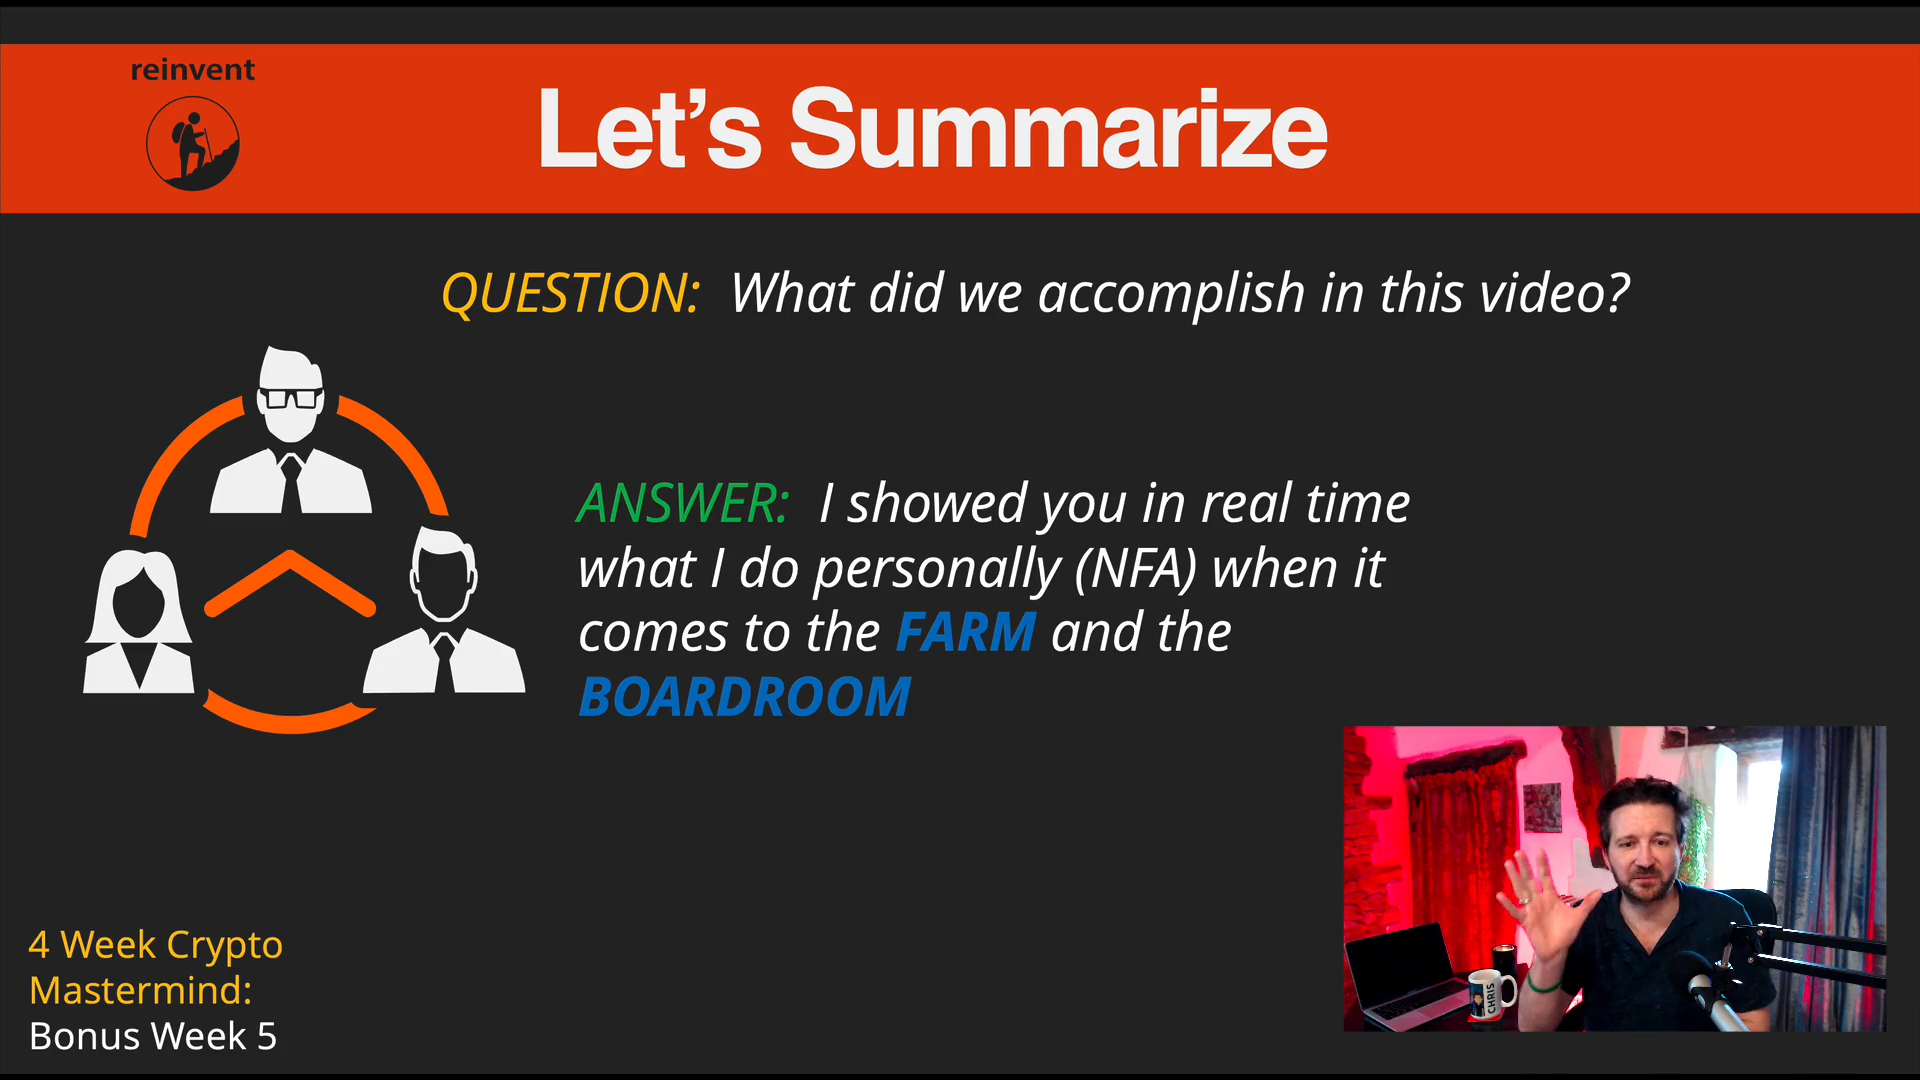 reinvent
Let’s Summarize
QUESTION: What did we accomplish in this video?
ANSWER: I showed you in real time
what I do personally (NFA) when it
comes to the FARM and the
BOARDROOM
CHRIS
4 Week Crypto
Mastermind:
Bonus Week 5